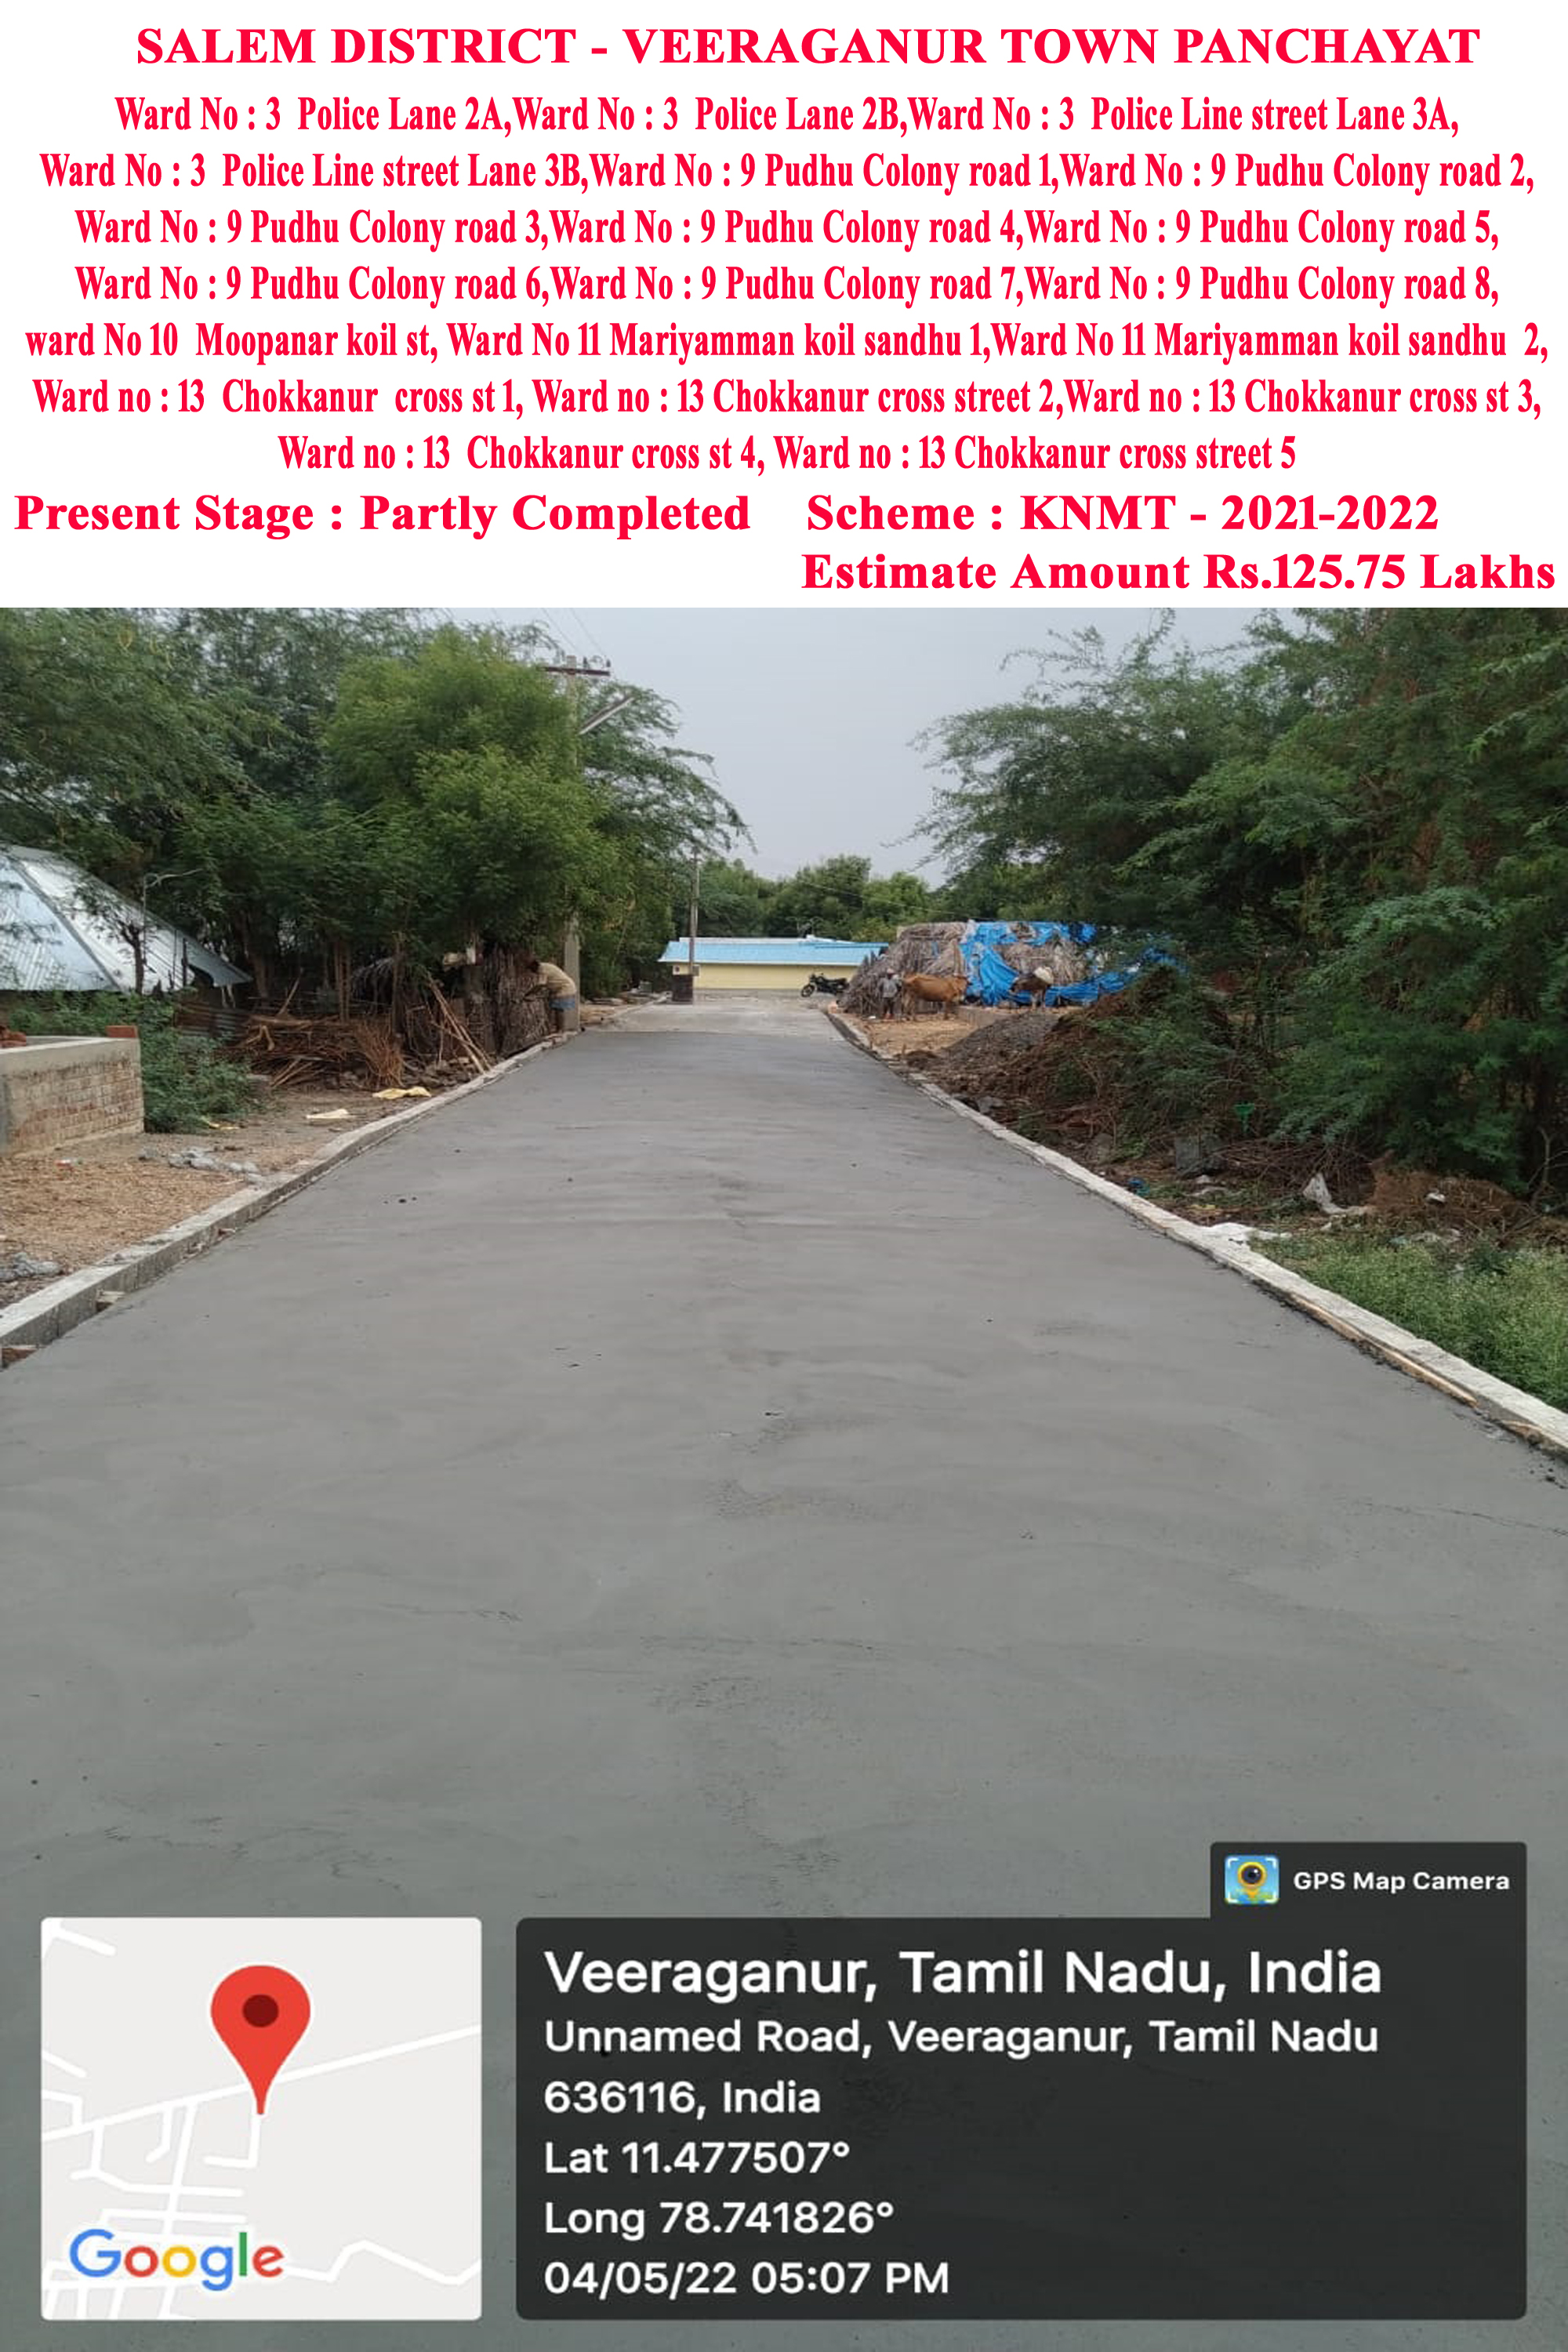 SALEM DISTRICT - VEERAGANUR TOWN PANCHAYAT
Ward No : 3  Police Lane 2A,Ward No : 3  Police Lane 2B,Ward No : 3  Police Line street Lane 3A,
Ward No : 3  Police Line street Lane 3B,Ward No : 9 Pudhu Colony road 1,Ward No : 9 Pudhu Colony road 2,
Ward No : 9 Pudhu Colony road 3,Ward No : 9 Pudhu Colony road 4,Ward No : 9 Pudhu Colony road 5,
Ward No : 9 Pudhu Colony road 6,Ward No : 9 Pudhu Colony road 7,Ward No : 9 Pudhu Colony road 8,
ward No 10  Moopanar koil st, Ward No 11 Mariyamman koil sandhu 1,Ward No 11 Mariyamman koil sandhu  2,
Ward no : 13  Chokkanur  cross st 1, Ward no : 13 Chokkanur cross street 2,Ward no : 13 Chokkanur cross st 3,
Ward no : 13  Chokkanur cross st 4, Ward no : 13 Chokkanur cross street 5
Present Stage : Partly Completed    Scheme : KNMT - 2021-2022
Estimate Amount Rs.125.75 Lakhs
GPS Map Camera
Veeraganur, Tamil Nadu, India
Unnamed Road, Veeraganur, Tamil Nadu
636116, India
Lat 11.477507°
Long 78.741826°
04/05/22 05:07 PM
Google